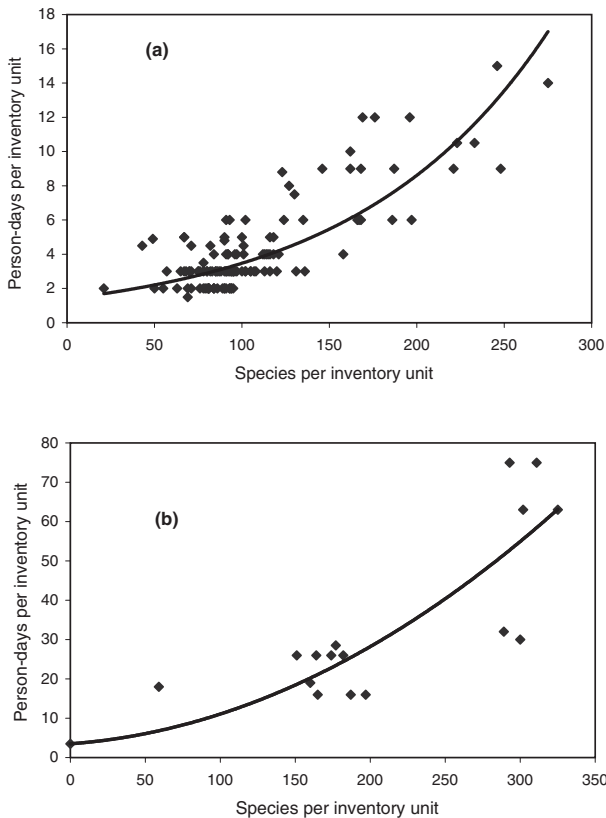 18
16
14
12
10
8
6
4
2
0
(a)
Person-days per inventory unit
0 50 100 150 200 250 300
Species per inventory unit
80
70
60
50
40
30
20
10
0
(b)
Person-days per inventory unit
0 50 100 150 200 250 300 350
Species per inventory unit